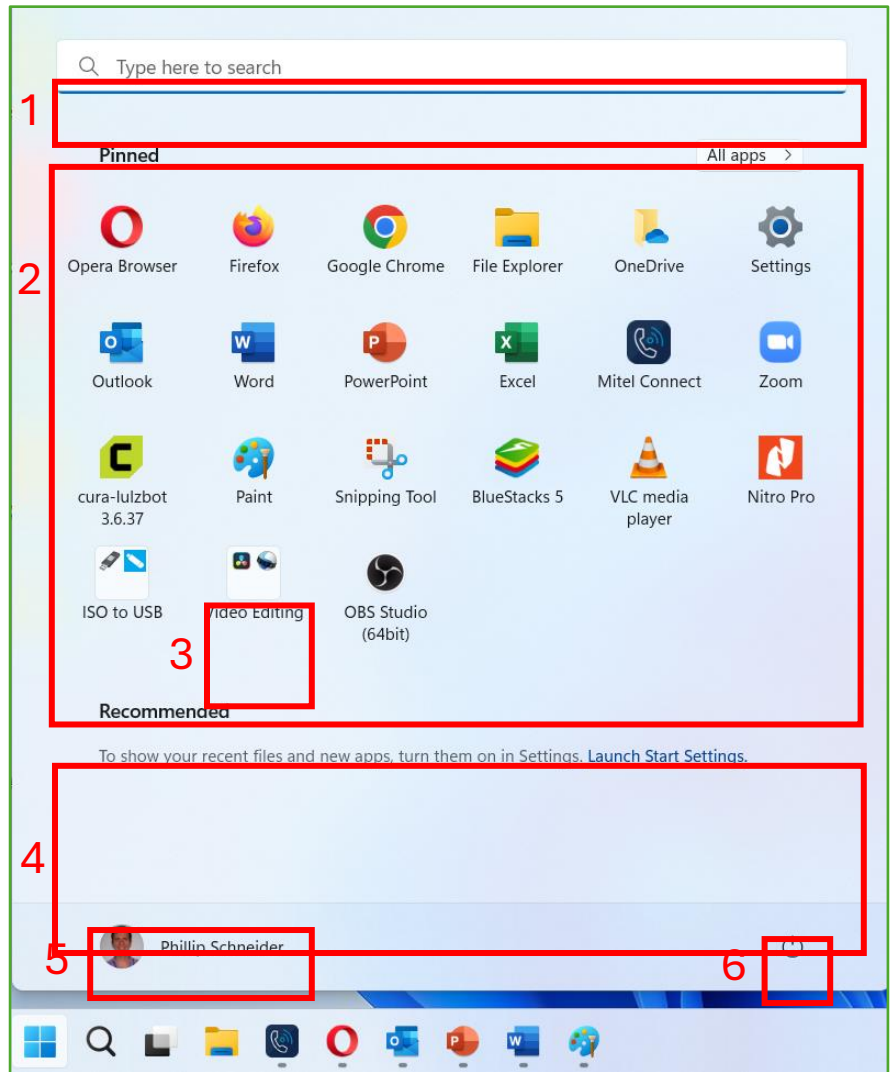 Type here to search
1
Pinned
All apps >
2
Opera Browser
Firefox
Google Chrome
File Explorer
OneDrive
Settings
Outlook
Word
PowerPoint
Excel
Mitel Connect
Zoom
cura-lulzbot
3.6.37
Paint
Snipping Tool
BlueStacks 5
VLC media
player
Nitro Pro
ISO to USB
Video Editing
OBS Studio
(64bit)
3
Recommended
To show your recent files and new apps, turn them on in Settings. Launch Start Settings.
4
5
Phillip Schneider
6